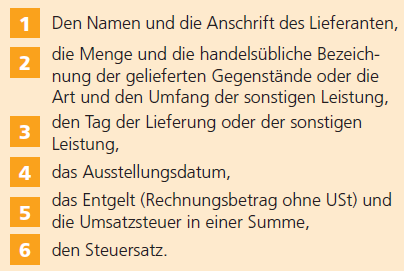 1 Den Namen und die Anschrift des Lieferanten,
2 die Menge und die handelsübliche Bezeich-
nung der gelieferten Gegenstände oder die
Art und den Umfang der sonstigen Leistung,
3 den Tag der Lieferung oder der sonstigen
Leistung,
4 das Ausstellungsdatum,
5 das Entgelt (Rechnungsbetrag ohne USt) und
die Umsatzsteuer in einer Summe,
6 den Steuersatz.